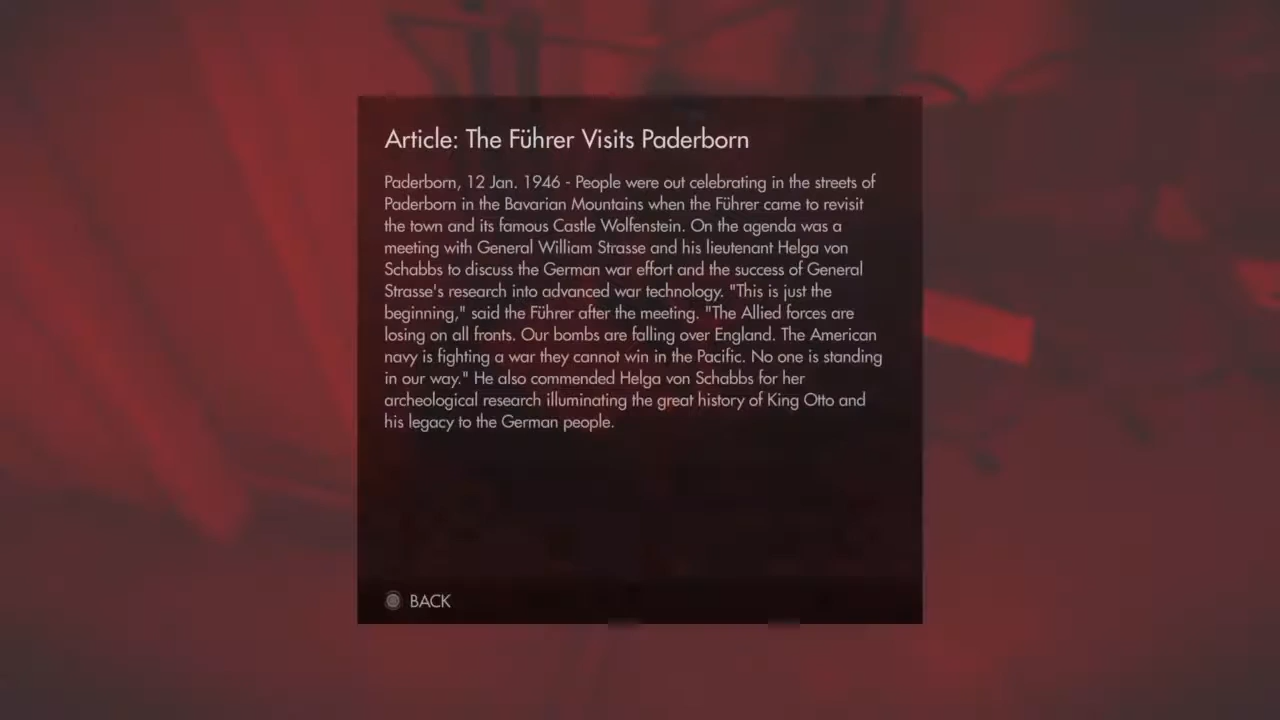 Article: The Führer Visits Paderborn
Paderborn, 12 Jan. 1946 - People were out celebrating in the streets of
Paderborn in the Bavarian Mountains when the Führer came to revisit
the town and its famous Castle Wolfenstein. On the agenda was a
meeting with General William Strasse and his lieutenant Helga von
Schabbs to discuss the German war effort and the success of General
Strasse's research into advanced war technology. "This is just the
beginning," said the Führer after the meeting. "The Allied forces are
losing on all fronts. Our bombs are falling over England. The American
navy is fighting a war they cannot win in the Pacific. No one is standing
in our way." He also commended Helga von Schabbs for her
archeological research illuminating the great history of King Otto and
his legacy to the German people.
BACK